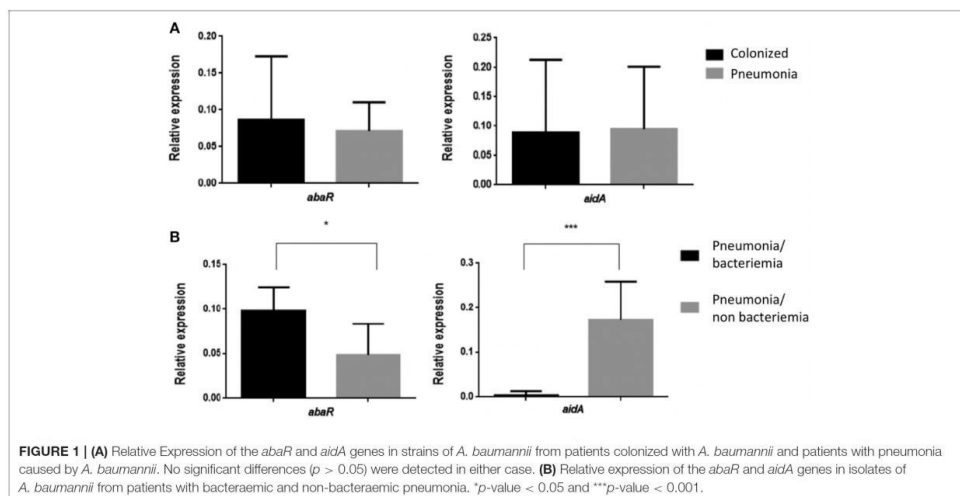 A
Relative expression
0.20
0.15
0.10
0.05
0.00
abaR
Relative expression
0.25
0.20
0.15
0.10
0.05
0.00
aidA
Colonized
Pneumonia
B
*
Relative expression
0.15
0.10
0.05
0.00
abaR
***
Relative expression
0.3
0.2
0.1
0.0
aidA
Pneumonia/
bacteriemia
Pneumonia/
non bacteriemia
FIGURE 1 | (A) Relative Expression of the abaR and aidA genes in strains of A. baumannii from patients colonized with A. baumannii and patients with pneumonia
caused by A. baumannii. No significant differences (p > 0.05) were detected in either case. (B) Relative expression of the abaR and aidA genes in isolates of
A. baumannii from patients with bacteraemic and non-bacteraemic pneumonia. *p-value < 0.05 and ***p-value < 0.001.